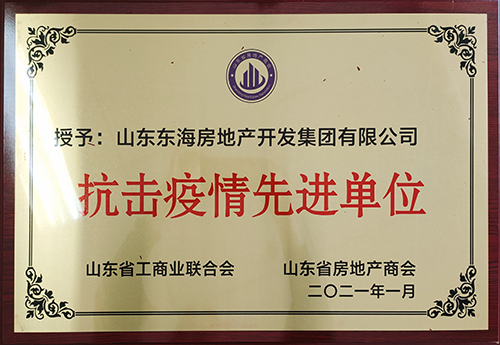 授予：山东东海房地产开发集团有限公司
抗击疫情先进单位
山东省工商业联合会 山东省房地产商会
二〇二一年一月